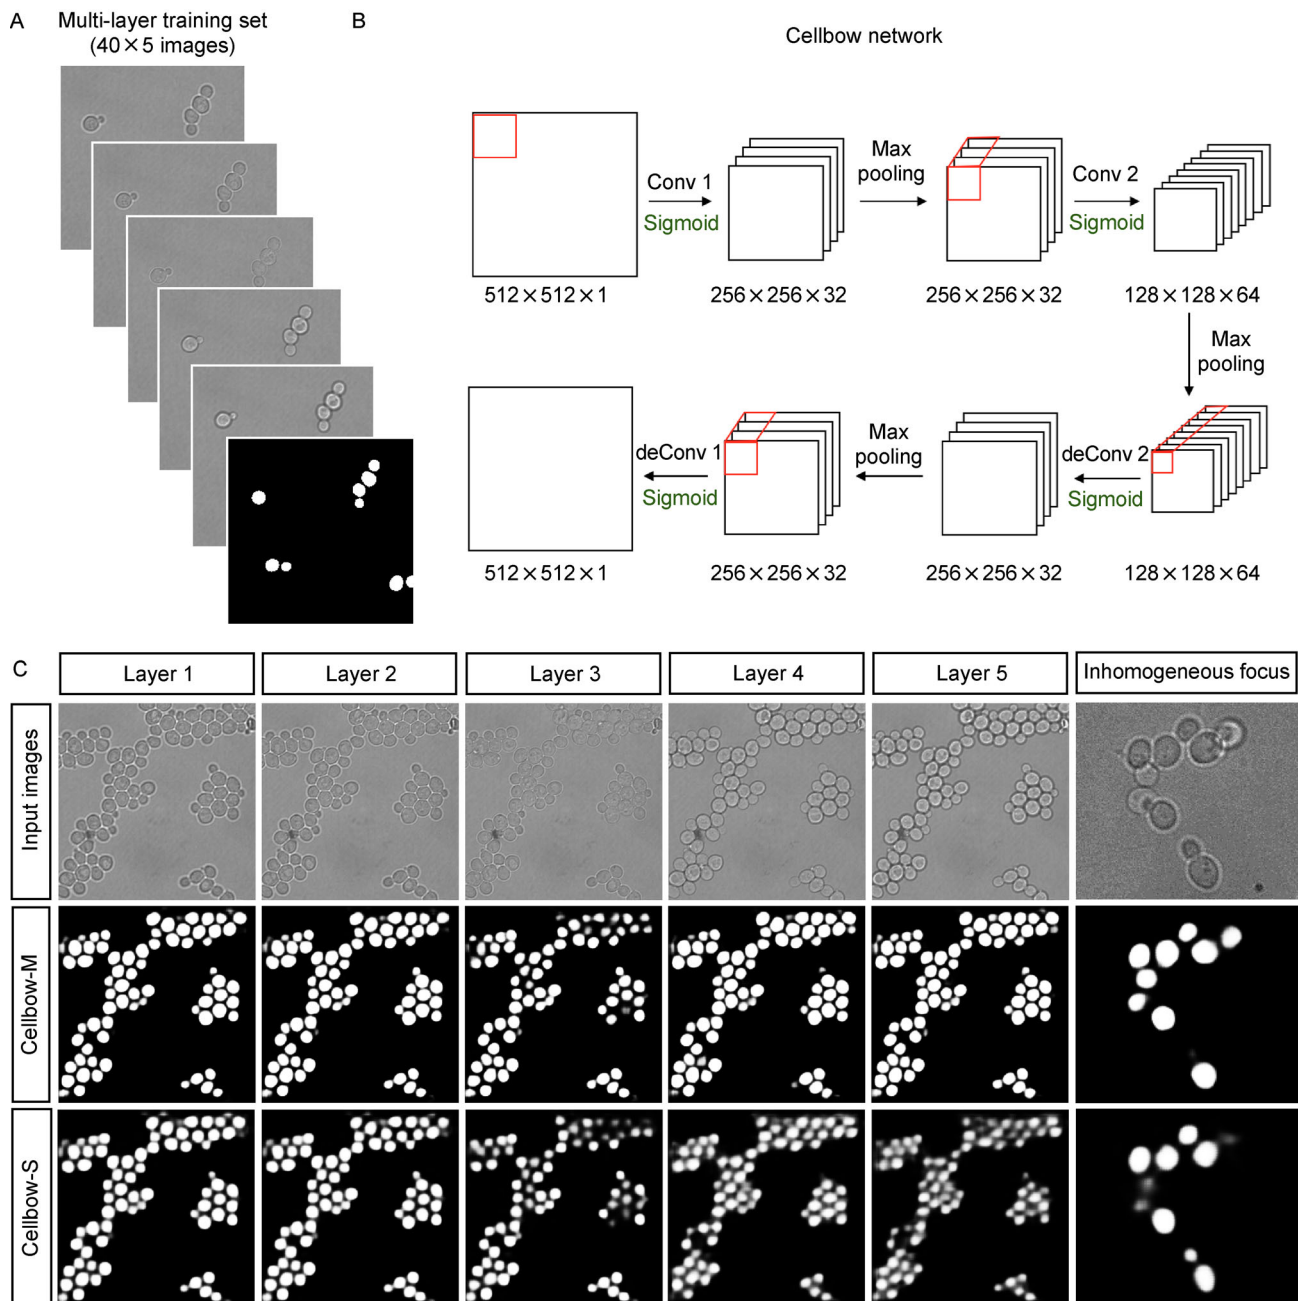 A
Multi-layer training set
(40×5 images)
B
Cellbow network
Conv 1
Sigmoid
Max
pooling
Conv 2
Sigmoid
512×512×1
256×256×32
256×256×32
128×128×64
Max
pooling
deConv 1
Sigmoid
Max
pooling
deConv 2
Sigmoid
512×512×1
256×256×32
256×256×32
128×128×64
C
Layer 1
Layer 2
Layer 3
Layer 4
Layer 5
Inhomogeneous focus
Input images
Cellbow-M
Cellbow-S